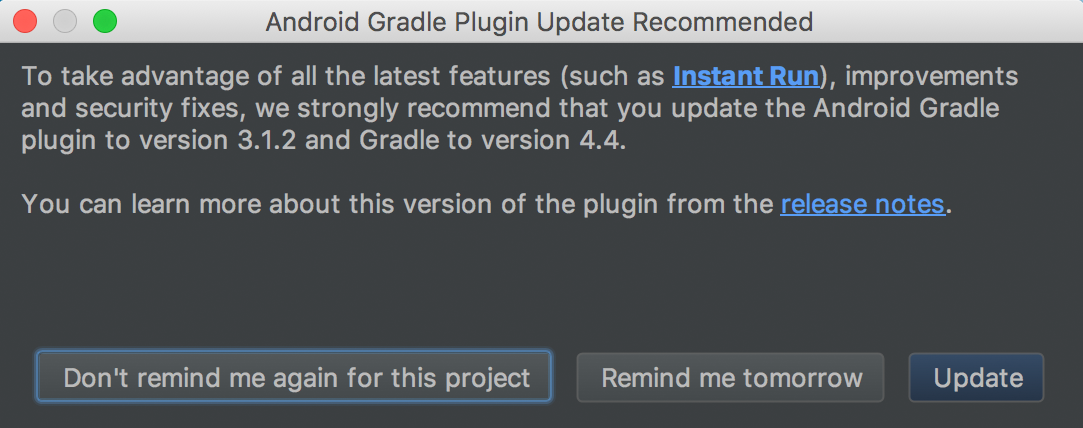 Android Gradle Plugin Update Recommended
To take advantage of all the latest features (such as Instant Run), improvements
and security fixes, we strongly recommend that you update the Android Gradle
plugin to version 3.1.2 and Gradle to version 4.4.
You can learn more about this version of the plugin from the release notes.
Don't remind me again for this project
Remind me tomorrow
Update